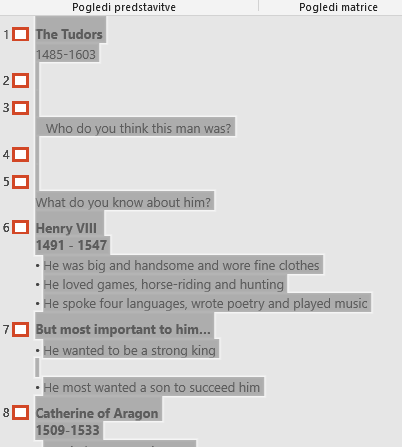 Pogledi predstavitve Pogledi matrice
1 The Tudors
1485-1603
2
3
Who do you think this man was?
4
5
What do you know about him?
6 Henry VIII
1491 - 1547
• He was big and handsome and wore fine clothes
• He loved games, horse-riding and hunting
• He spoke four languages, wrote poetry and played music
7 But most important to him...
• He wanted to be a strong king
• He most wanted a son to succeed him
8 Catherine of Aragon
1509-1533